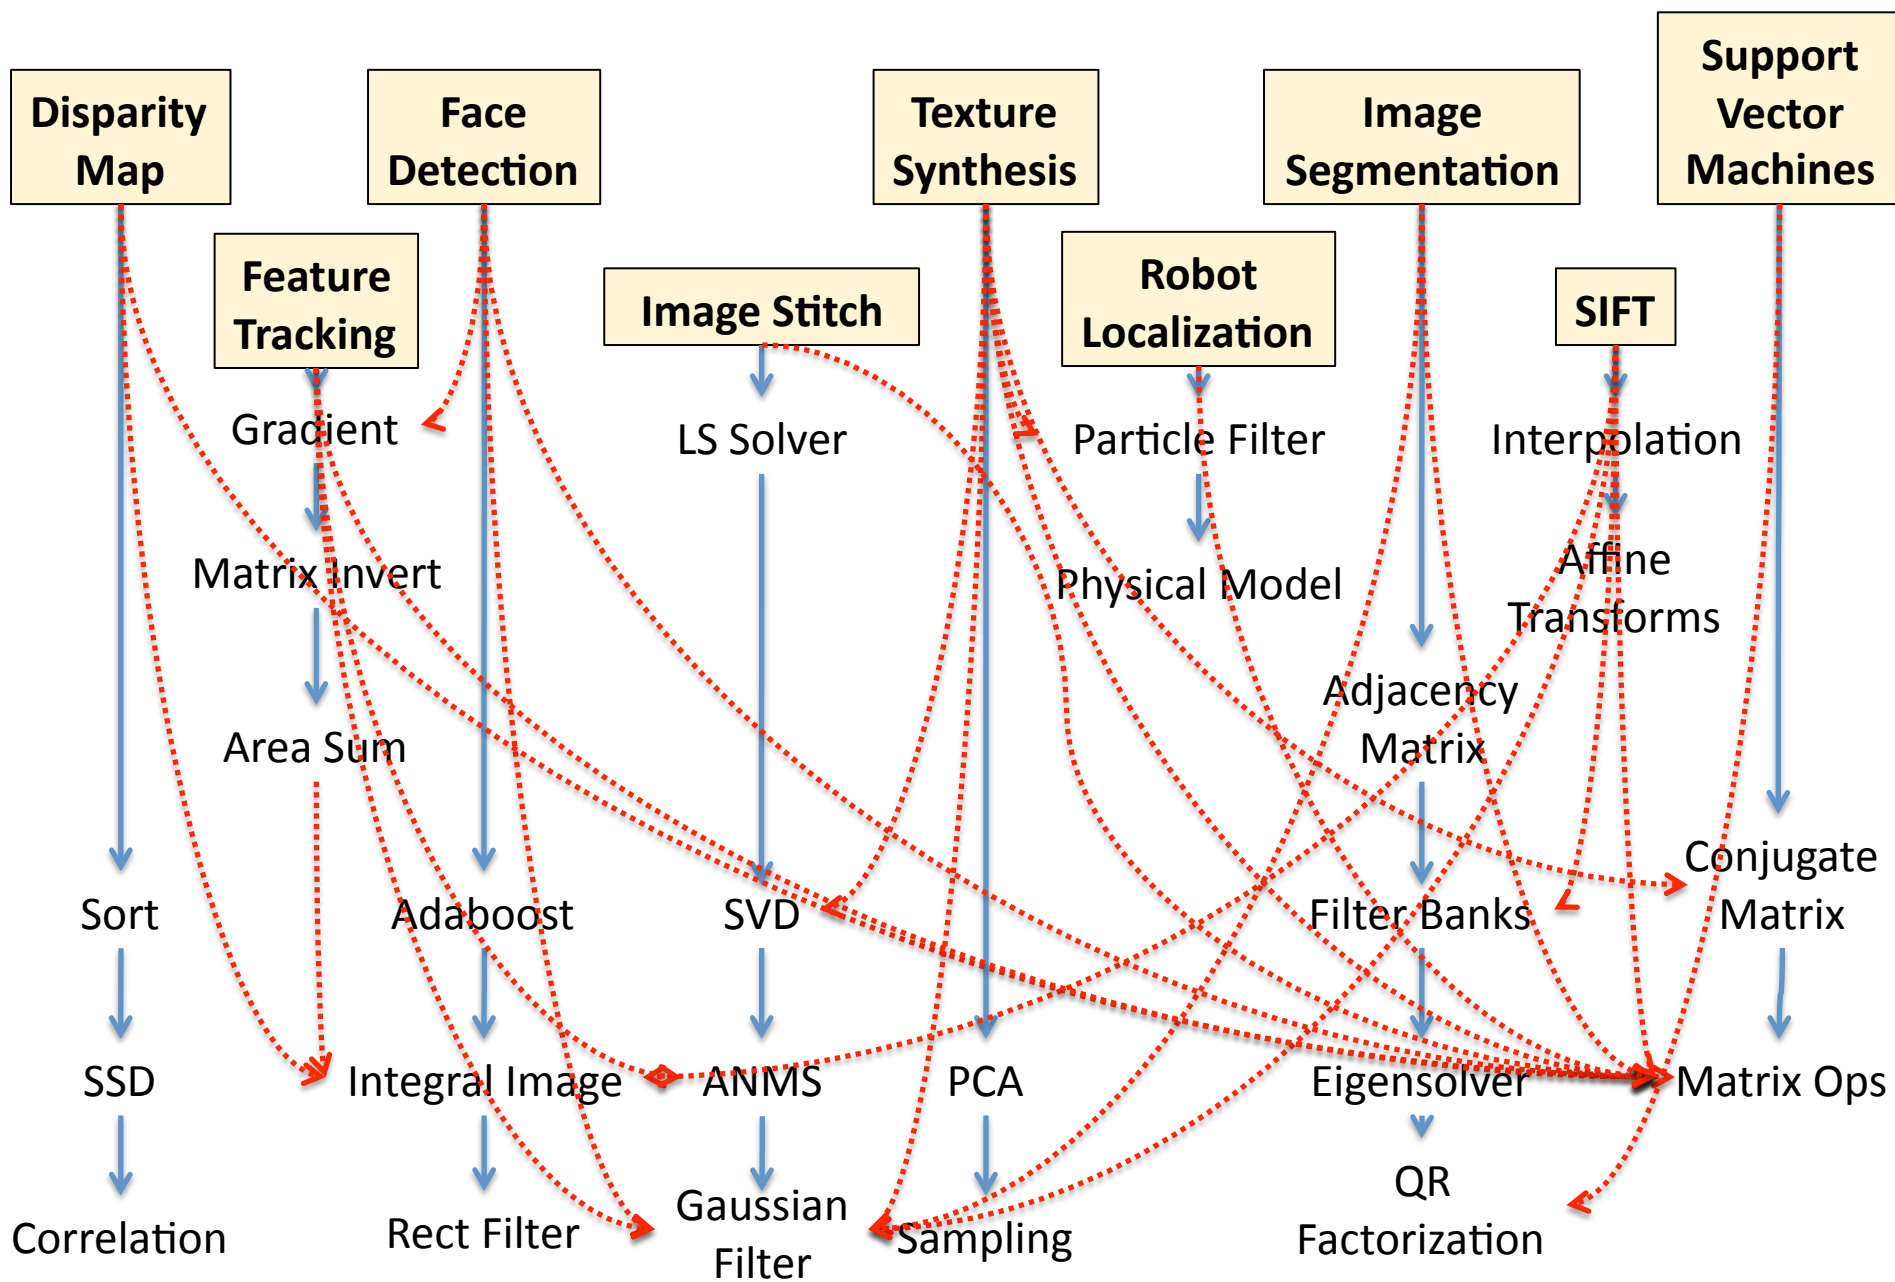 Disparity
Map
Face
Detection
Texture
Synthesis
Image
Segmentation
Support
Vector
Machines
Feature
Tracking
Image Stitch
Robot
Localization
SIFT
Gradient
LS Solver
Particle Filter
Interpolation
Matrix Invert
Physical Model
Affine
Transforms
Area Sum
Adjacency
Matrix
Conjugate
Matrix
Sort
Adaboost
SVD
Filter Banks
SSD
Integral Image
ANMS
PCA
Eigensolver
Matrix Ops
Correlation
Rect Filter
Gaussian
Filter
Sampling
QR
Factorization